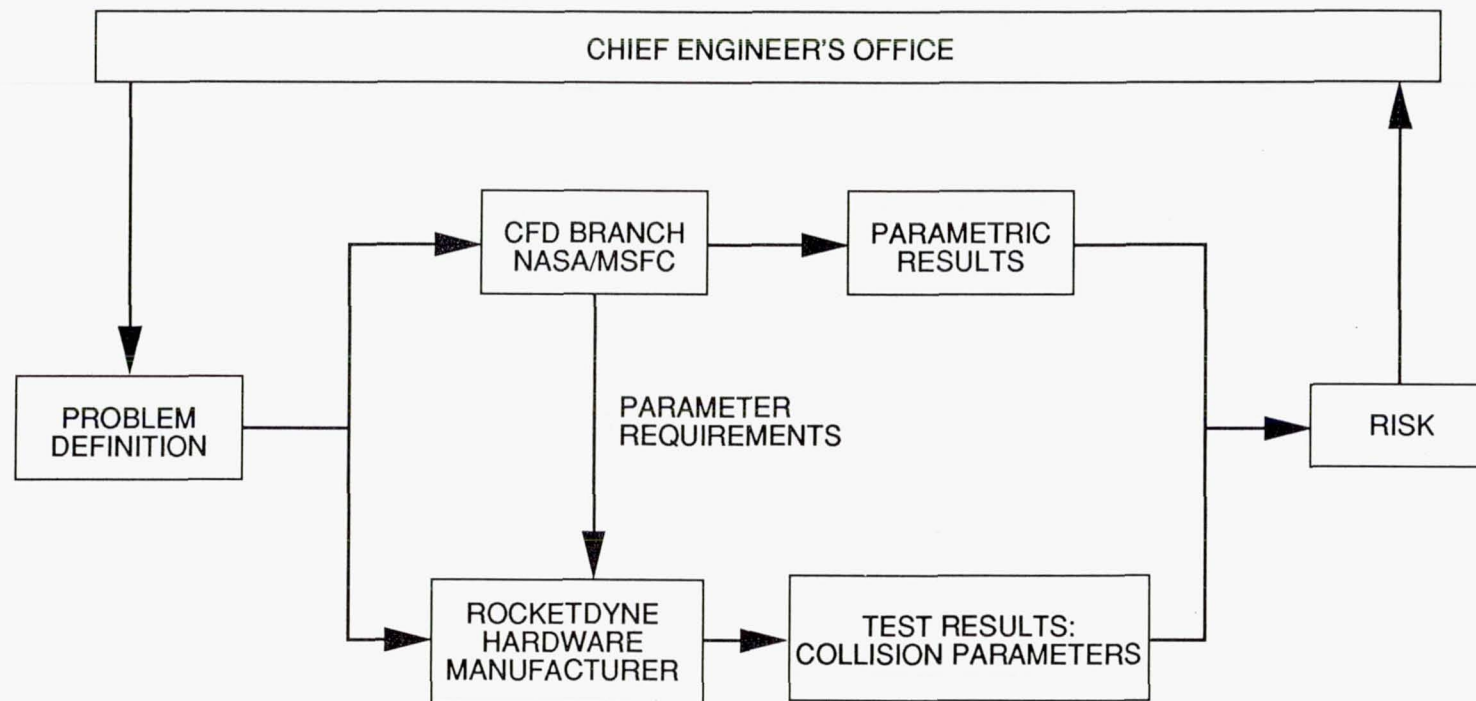 CHIEF ENGINEER'S OFFICE
CFD BRANCH
NASA/MSFC
PARAMETRIC
RESULTS
PROBLEM
DEFINITION
PARAMETER
REQUIREMENTS
RISK
ROCKETDYNE
HARDWARE
MANUFACTURER
TEST RESULTS:
COLLISION PARAMETERS